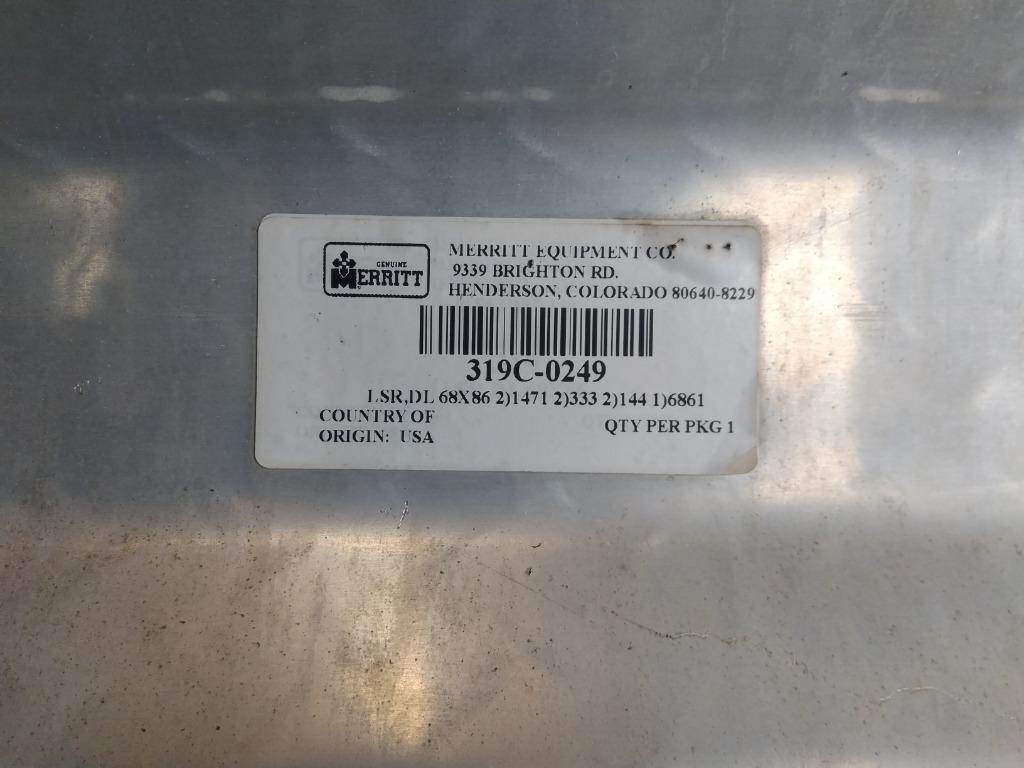 GENUINE
MERRITT
MERRITT EQUIPMENT CO.
9339 BRIGHTON RD.
HENDERSON, COLORADO 80640-8229
319C-0249
LSR,DL 68X86 2)1471 2)333 2)144 1)6861
COUNTRY OF
ORIGIN: USA
QTY PER PKG 1